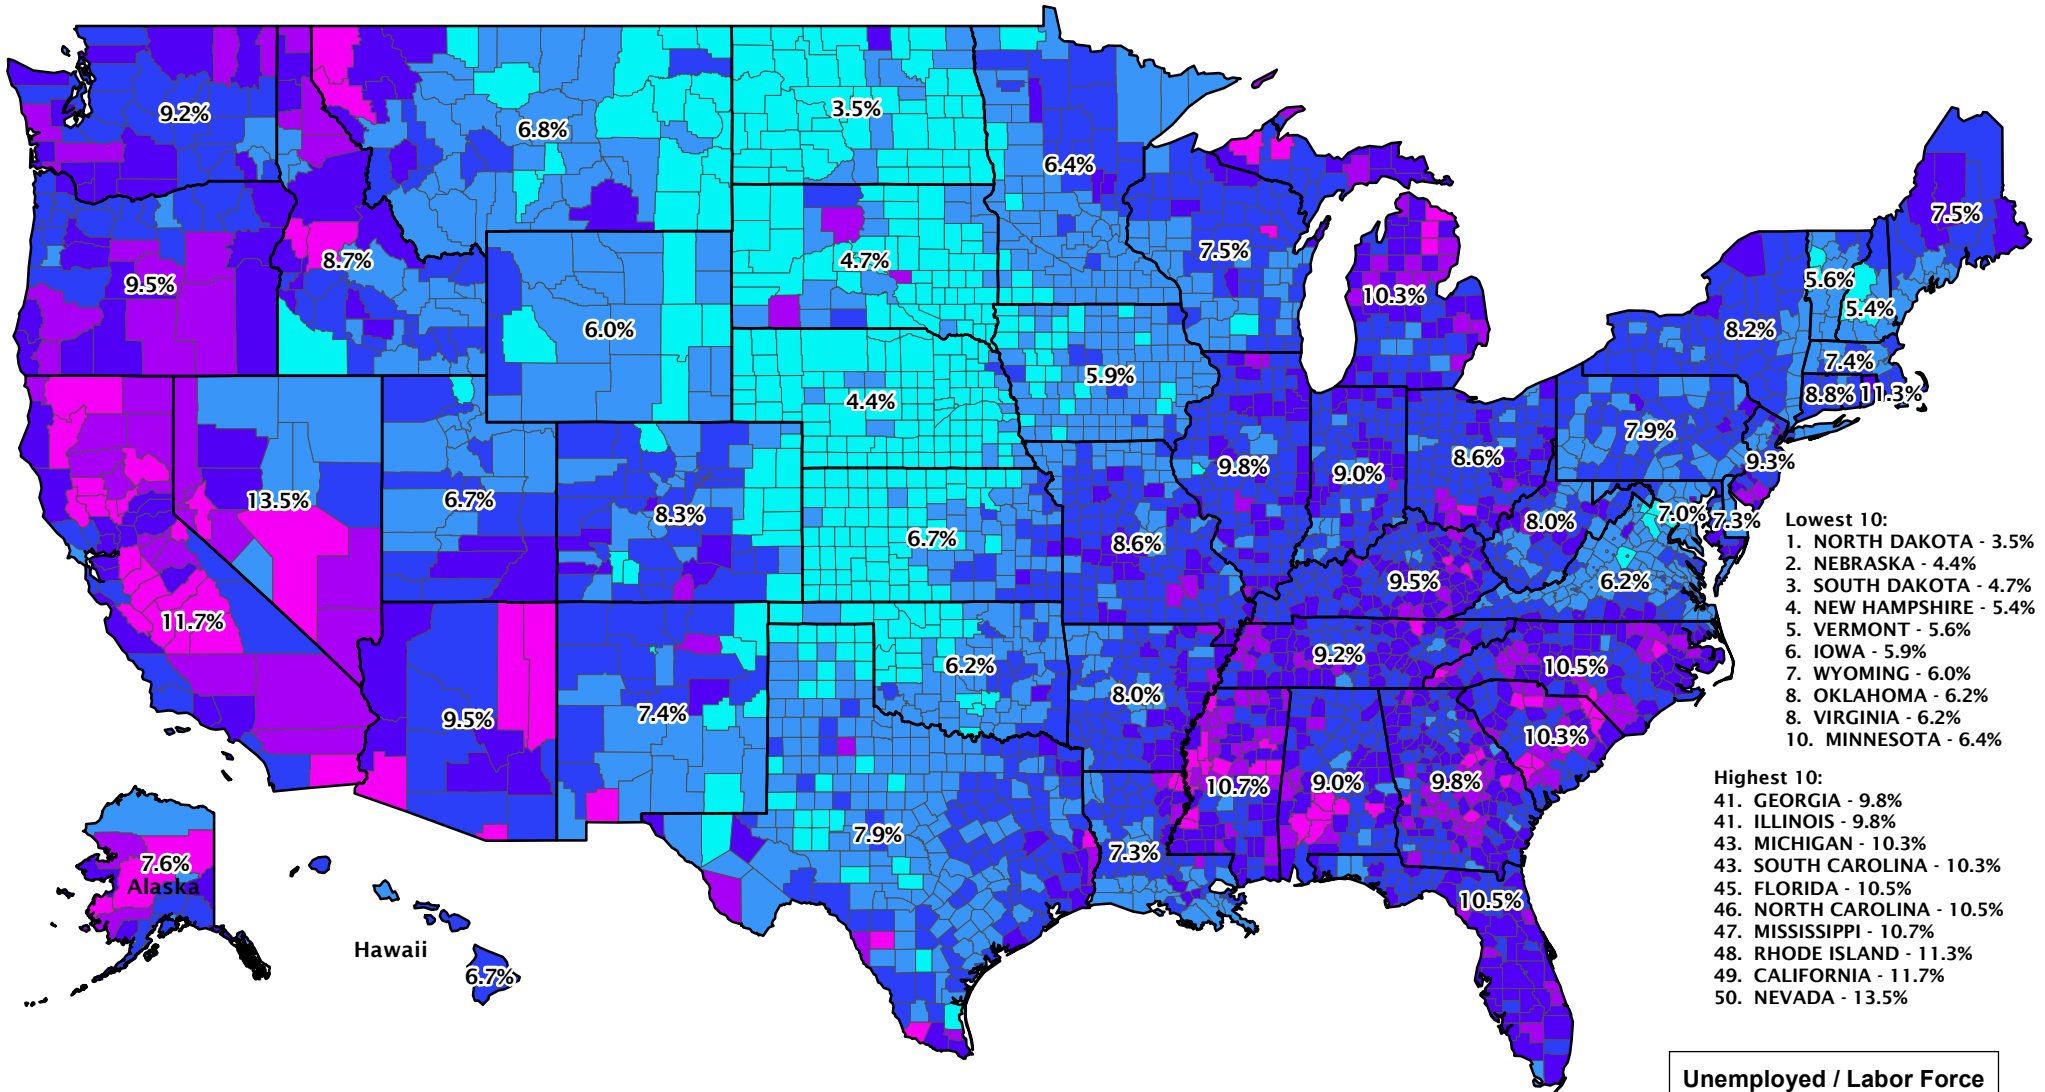 9.2%
6.8%
3.5%
6.4%
7.5%
9.5%
8.7%
4.7%
7.5%
10.3%
5.6%
5.4%
6.0%
8.2%
5.9%
7.4%
4.4%
8.8%
11.3%
7.9%
9.3%
13.5%
6.7%
8.3%
6.7%
8.6%
9.8%
9.0%
8.6%
8.0%
7.0%
7.3%
11.7%
9.5%
6.2%
9.5%
7.4%
6.2%
8.0%
9.2%
10.5%
10.3%
7.9%
7.3%
10.7%
9.0%
9.8%
10.5%
7.6%
Alaska
Hawaii
6.7%
Lowest 10:
1. NORTH DAKOTA - 3.5%
2. NEBRASKA - 4.4%
3. SOUTH DAKOTA - 4.7%
4. NEW HAMPSHIRE - 5.4%
5. VERMONT - 5.6%
6. IOWA - 5.9%
7. WYOMING - 6.0%
8. OKLAHOMA - 6.2%
8. VIRGINIA - 6.2%
10. MINNESOTA - 6.4%
Highest 10:
41. GEORGIA - 9.8%
41. ILLINOIS - 9.8%
43. MICHIGAN - 10.3%
43. SOUTH CAROLINA - 10.3%
45. FLORIDA - 10.5%
46. NORTH CAROLINA - 10.5%
47. MISSISSIPPI - 10.7%
48. RHODE ISLAND - 11.3%
49. CALIFORNIA - 11.7%
50. NEVADA - 13.5%
Unemployed / Labor Force